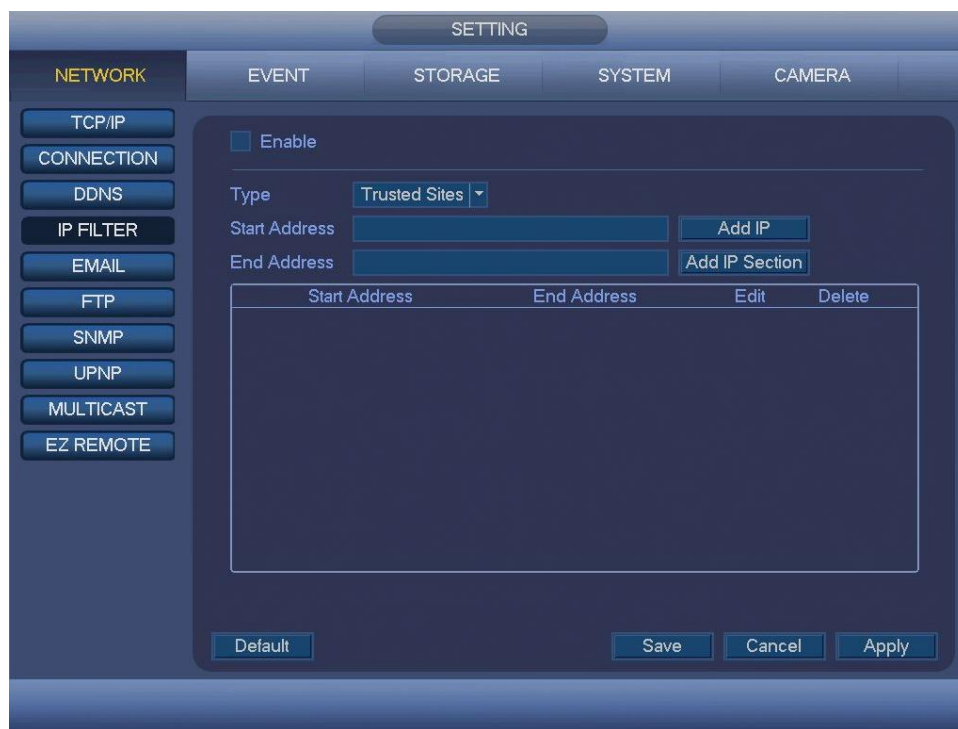 SETTING
NETWORK EVENT STORAGE SYSTEM CAMERA
TCP/IP
CONNECTION
DDNS
IP FILTER
EMAIL
FTP
SNMP
UPNP
MULTICAST
EZ REMOTE
Enable
Type Trusted Sites
Start Address Add IP
End Address Add IP Section
Start Address End Address Edit Delete
Default Save Cancel Apply